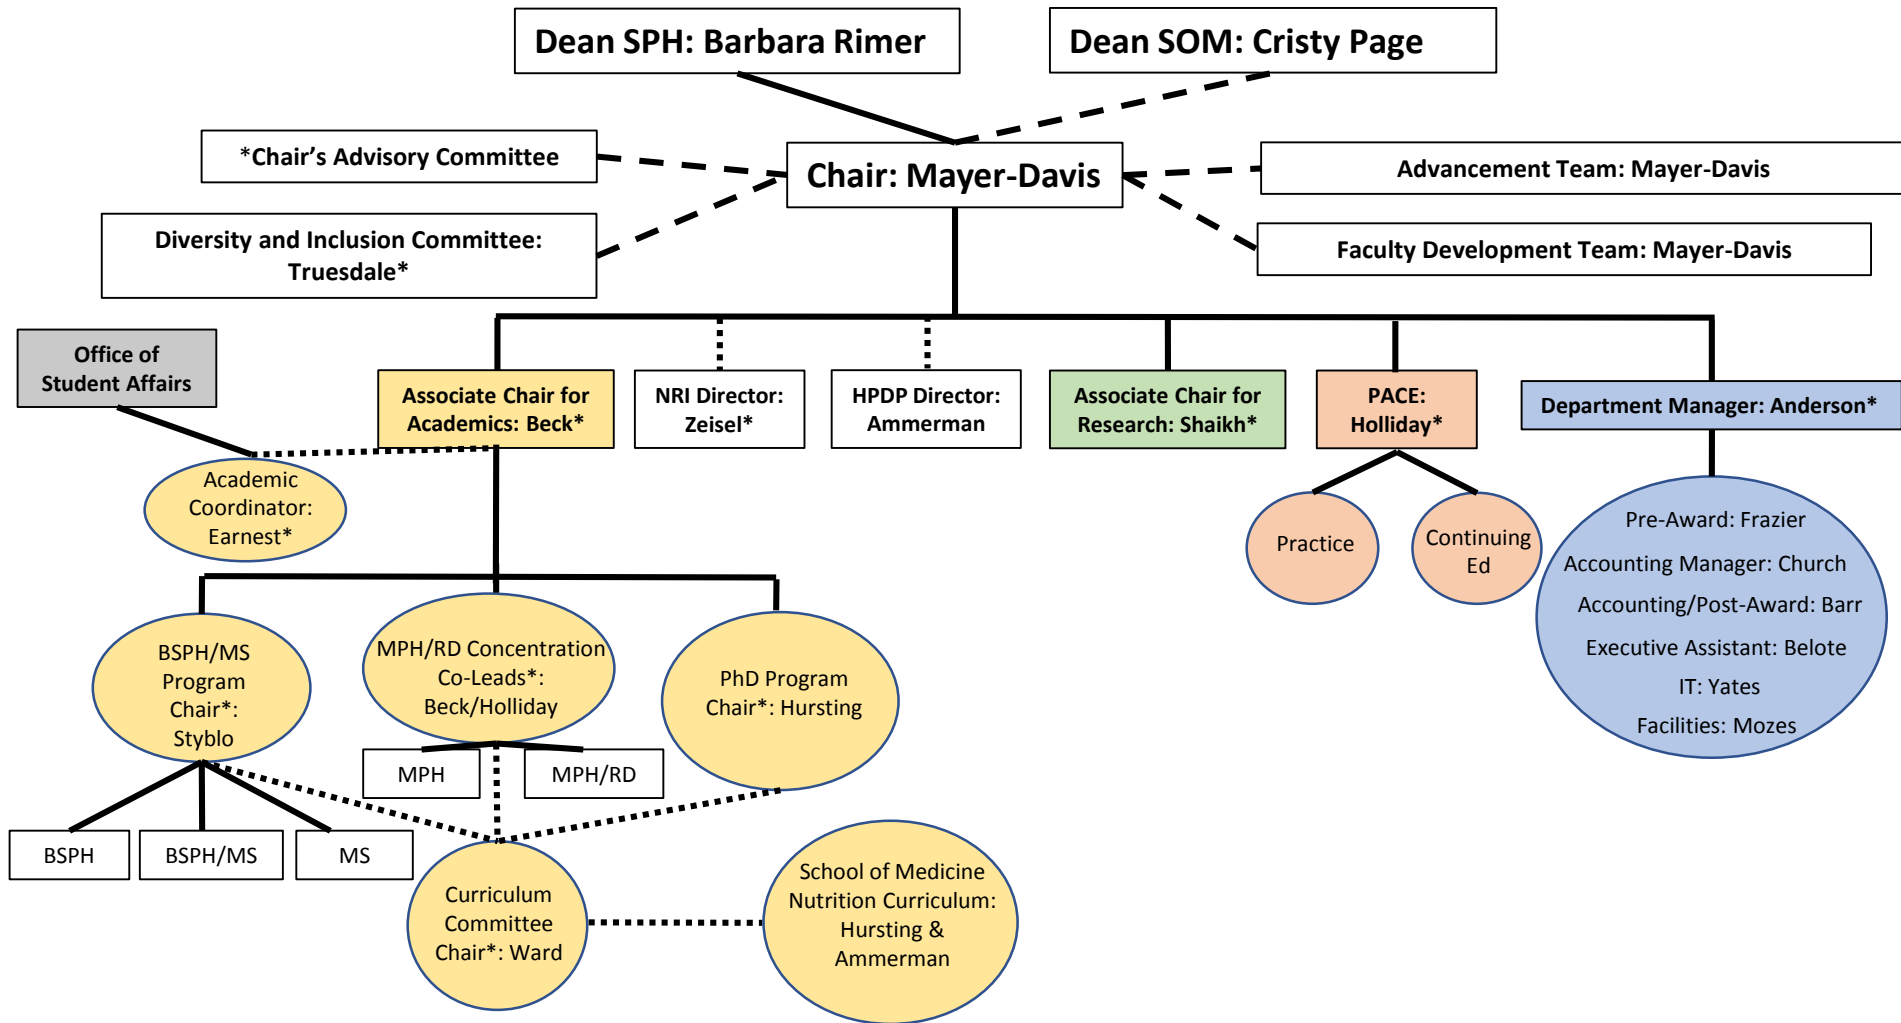 Dean SPH: Barbara Rimer
Dean SOM: Cristy Page
*Chair’s Advisory Committee
Chair: Mayer-Davis
Advancement Team: Mayer-Davis
Diversity and Inclusion Committee:
Truesdale*
Faculty Development Team: Mayer-Davis
Office of
Student Affairs
Associate Chair for
Academics: Beck*
NRI Director:
Zeisel*
HPDP Director:
Ammerman
Associate Chair for
Research: Shaikh*
PACE:
Holliday*
Department Manager: Anderson*
Academic
Coordinator:
Earnest*
Practice
Continuing
Ed
Pre-Award: Frazier
Accounting Manager: Church
Accounting/Post-Award: Barr
Executive Assistant: Belote
IT: Yates
Facilities: Mozes
BSPH/MS
Program
Chair*:
Styblo
MPH/RD Concentration
Co-Leads*:
Beck/Holliday
PhD Program
Chair*: Hursting
MPH
MPH/RD
BSPH
BSPH/MS
MS
Curriculum
Committee
Chair*: Ward
School of Medicine
Nutrition Curriculum:
Hursting &
Ammerman